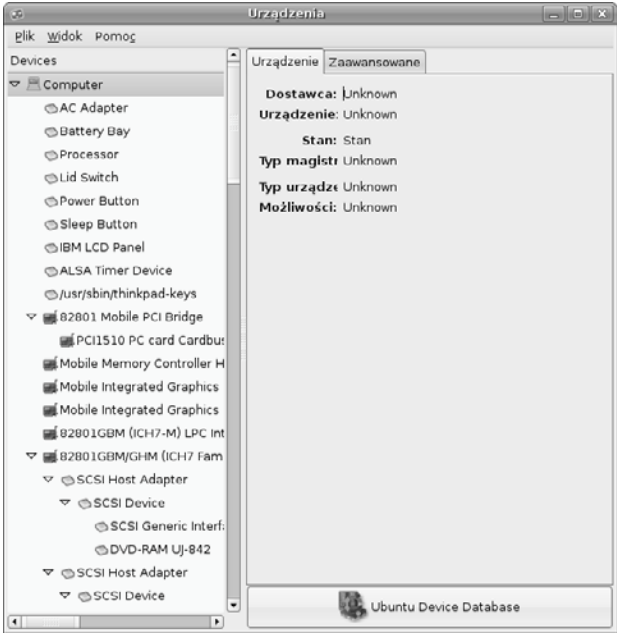 Urządzenia
Plik Widok Pomoc
Devices
Computer
AC Adapter
Battery Bay
Processor
Lid Switch
Power Button
Sleep Button
IBM LCD Panel
ALSA Timer Device
/usr/sbin/thinkpad-keys
82801 Mobile PCI Bridge
PCI1510 PC card Cardbus
Mobile Memory Controller H
Mobile Integrated Graphics
Mobile Integrated Graphics
82801GBM (ICH7-M) LPC Int
82801GBM/GHM (ICH7 Fam
SCSI Host Adapter
SCSI Device
SCSI Generic Interfa
DVD-RAM UJ-842
SCSI Host Adapter
SCSI Device
Urządzenie Zaawansowane
Dostawca: Unknown
Urządzenie: Unknown
Stan: Stan
Typ magistr Unknown
Typ urządze Unknown
Możliwości: Unknown
Ubuntu Device Database